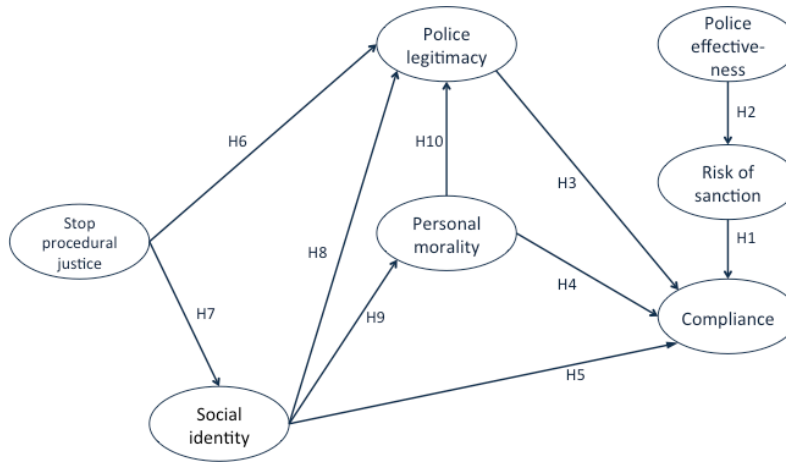 Police
legitimacy
Police
effective-
ness
H2
H6
H10
H3
Risk of
sanction
Stop
procedural
justice
Personal
morality
H1
H8
H4
H7
H9
Compliance
H5
Social
identity